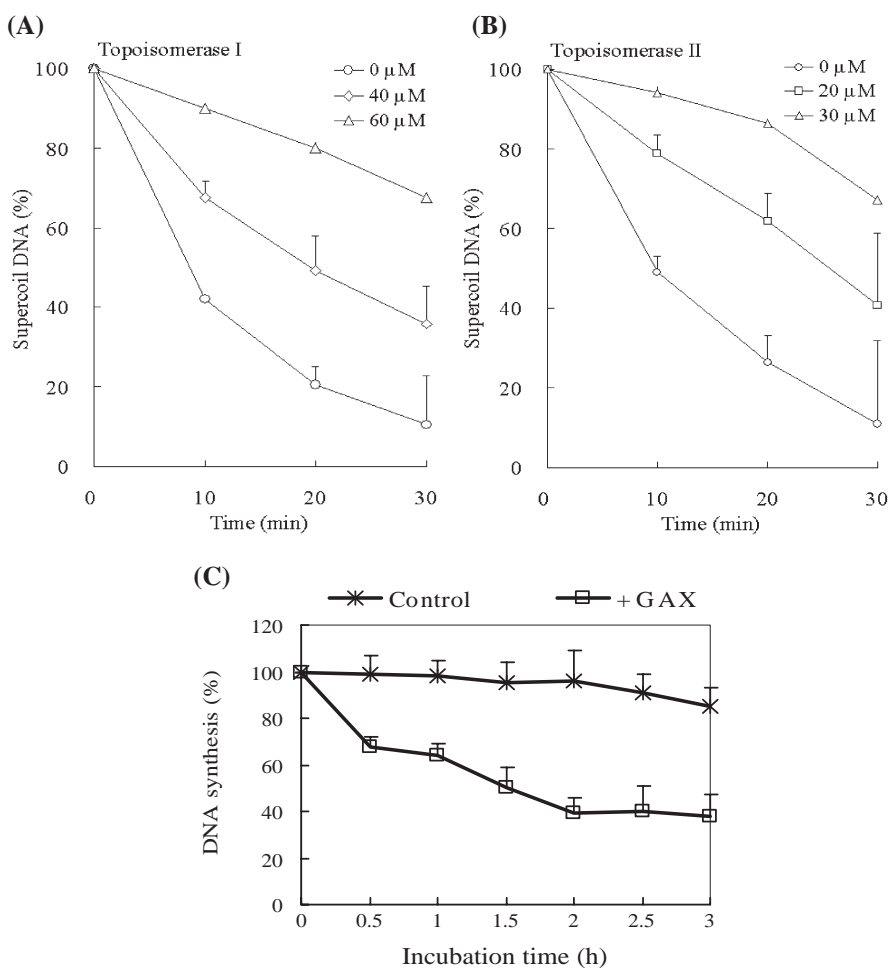 (A)
Topoisomerase I
0 µM
40 µM
60 µM
100
80
60
40
20
0
Supercoil DNA (%)
0 10 20 30
Time (min)
(B)
Topoisomerase II
0 µM
20 µM
30 µM
100
80
60
40
20
0
Supercoil DNA (%)
0 10 20 30
Time (min)
(C)
Control
+ GAX
120
100
80
60
40
20
0
DNA synthesis (%)
0 0.5 1 1.5 2 2.5 3
Incubation time (h)